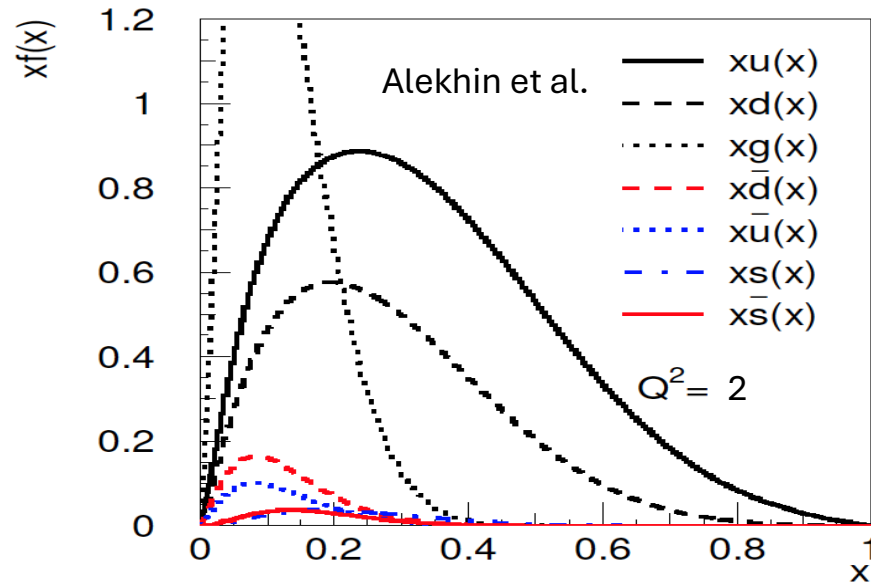 xf(x)
1.2
1
0.8
0.6
0.4
0.2
0
Alekhin et al.
xu(x)
xd(x)
xg(x)
xd̄(x)
xū(x)
xs(x)
xs̄(x)
Q²= 2
0 0.2 0.4 0.6 0.8 1
x